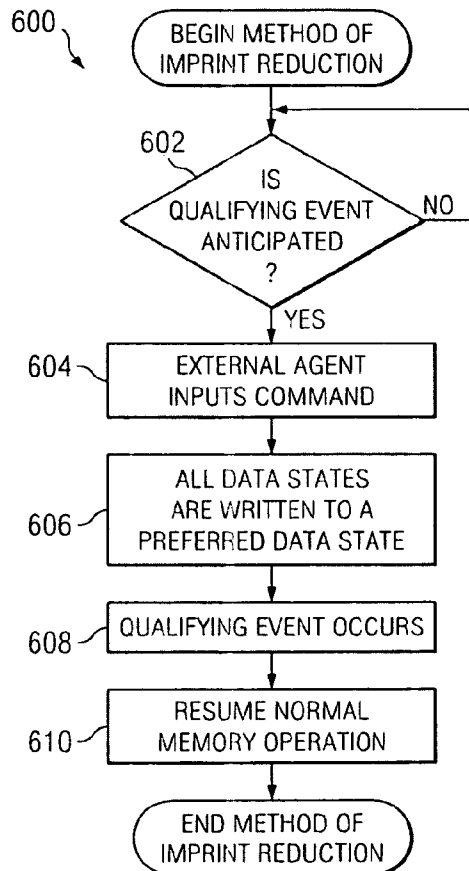 600
BEGIN METHOD OF
IMPRINT REDUCTION
602
IS
QUALIFYING EVENT
ANTICIPATED
?
NO
YES
604
EXTERNAL AGENT
INPUTS COMMAND
606
ALL DATA STATES
ARE WRITTEN TO A
PREFERRED DATA STATE
608
QUALIFYING EVENT OCCURS
610
RESUME NORMAL
MEMORY OPERATION
END METHOD OF
IMPRINT REDUCTION